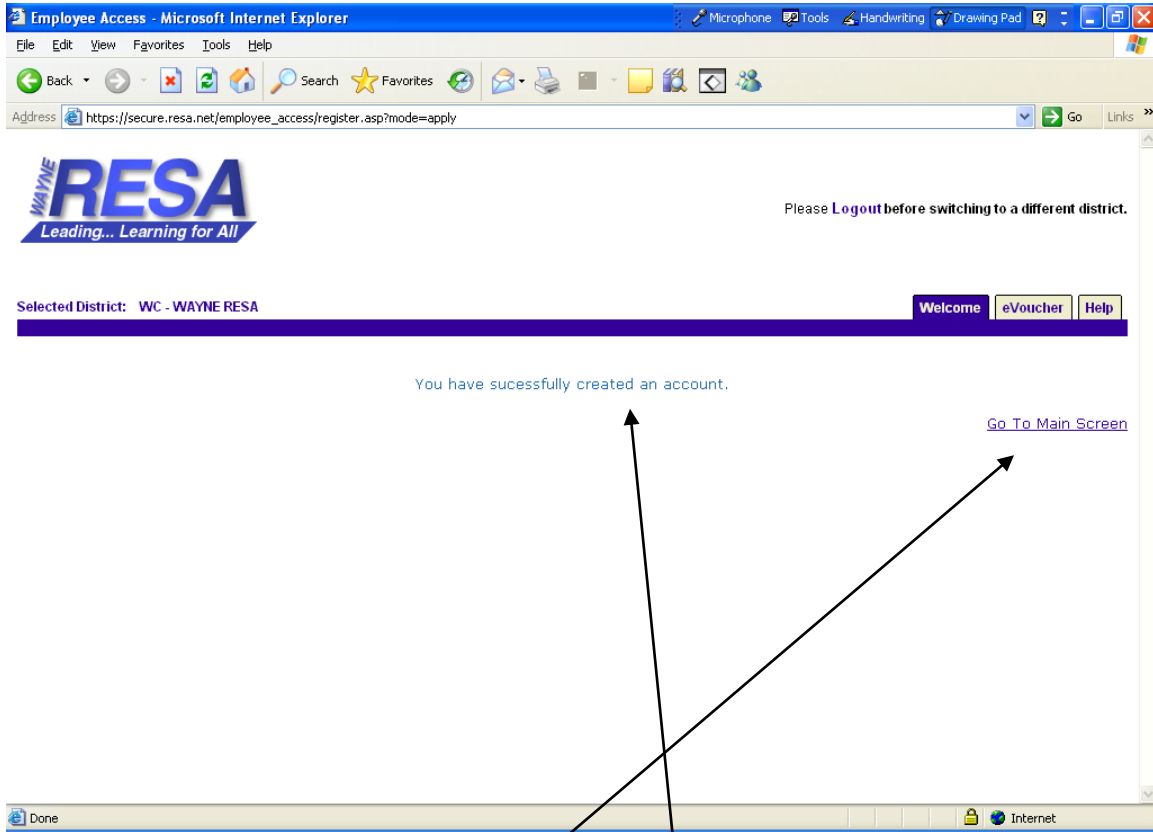 Employee Access - Microsoft Internet Explorer
Microphone Tools Handwriting Drawing Pad
File Edit View Favorites Tools Help
Back Search Favorites
Address https://secure.resa.net/employee_access/register.asp?mode=apply Go Links »
WAYNE
RESA
Leading... Learning for All
Please Logout before switching to a different district.
Selected District: WC - WAYNE RESA Welcome eVoucher Help
You have sucessfully created an account.
Go To Main Screen
Done Internet